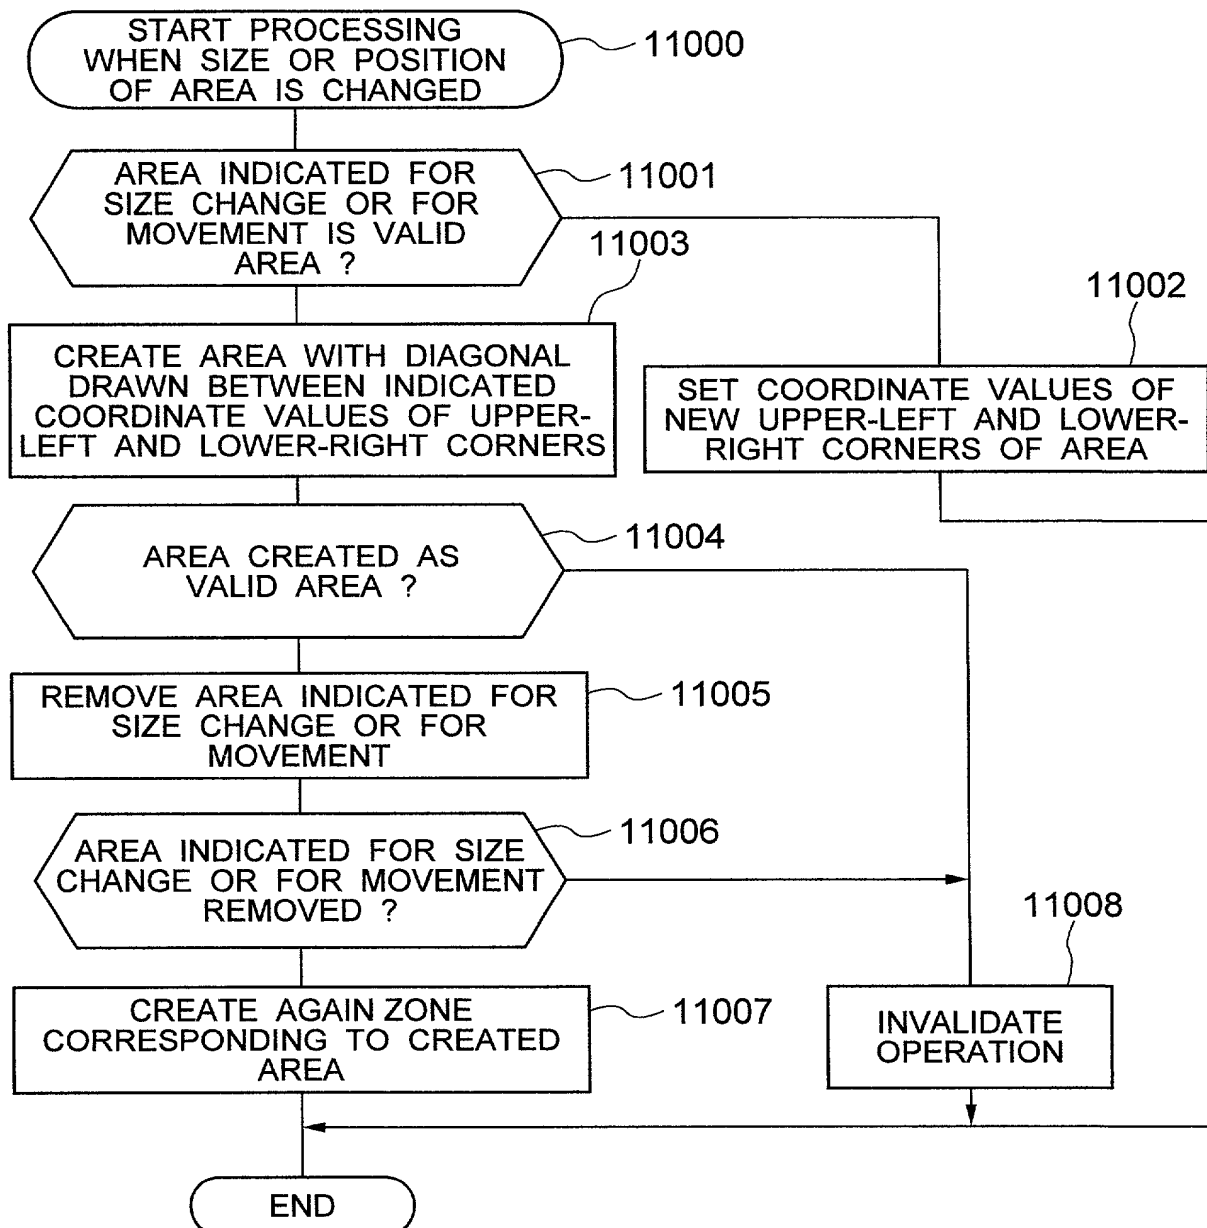 START PROCESSING
WHEN SIZE OR POSITION
OF AREA IS CHANGED
11000
AREA INDICATED FOR
SIZE CHANGE OR FOR
MOVEMENT IS VALID
AREA ?
11001
11003
11002
CREATE AREA WITH DIAGONAL
DRAWN BETWEEN INDICATED
COORDINATE VALUES OF UPPER-
LEFT AND LOWER-RIGHT CORNERS
SET COORDINATE VALUES OF
NEW UPPER-LEFT AND LOWER-
RIGHT CORNERS OF AREA
11004
AREA CREATED AS
VALID AREA ?
REMOVE AREA INDICATED FOR
SIZE CHANGE OR FOR
MOVEMENT
11005
AREA INDICATED FOR SIZE
CHANGE OR FOR MOVEMENT
REMOVED ?
11006
11008
CREATE AGAIN ZONE
CORRESPONDING TO CREATED
AREA
11007
INVALIDATE
OPERATION
END